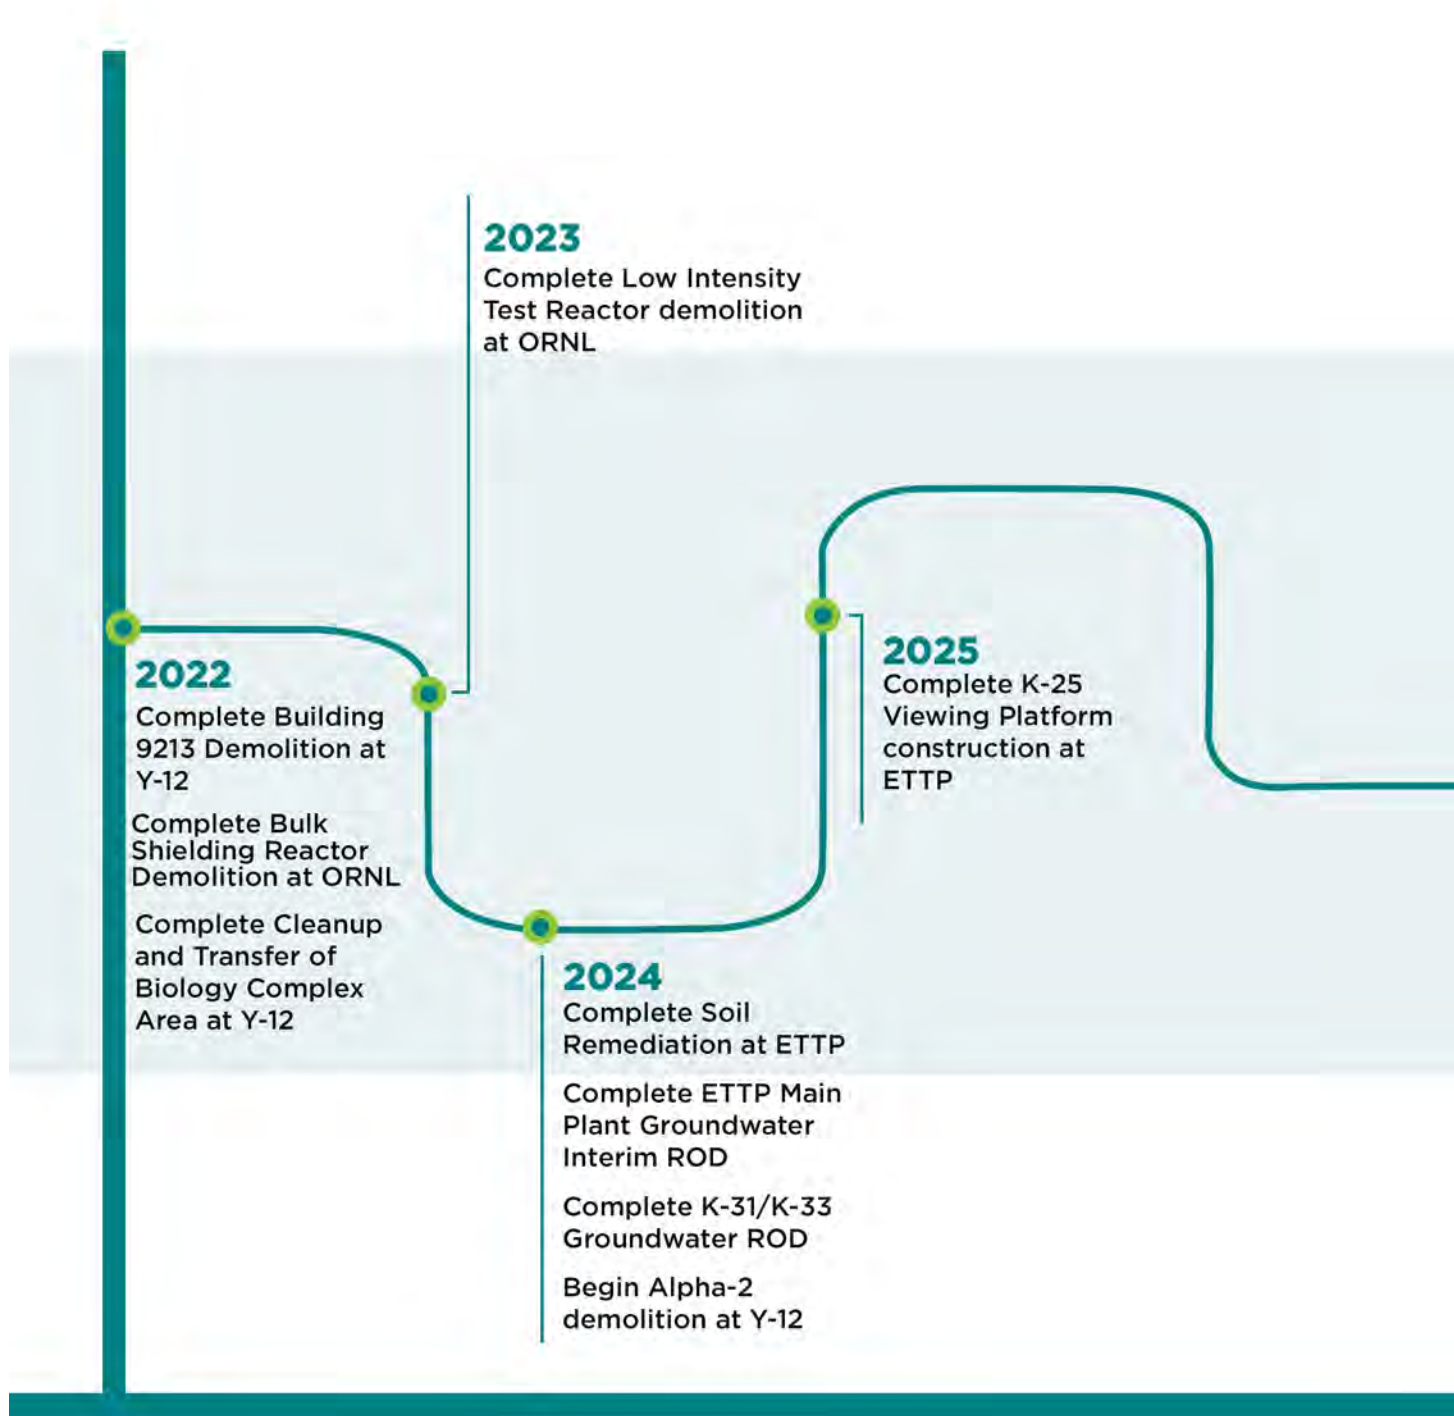 2023
Complete Low Intensity
Test Reactor demolition
at ORNL
2022
Complete Building
9213 Demolition at
Y-12
Complete Bulk
Shielding Reactor
Demolition at ORNL
Complete Cleanup
and Transfer of
Biology Complex
Area at Y-12
2024
Complete Soil
Remediation at ETTP
Complete ETTP Main
Plant Groundwater
Interim ROD
Complete K-31/K-33
Groundwater ROD
Begin Alpha-2
demolition at Y-12
2025
Complete K-25
Viewing Platform
construction at
ETTP